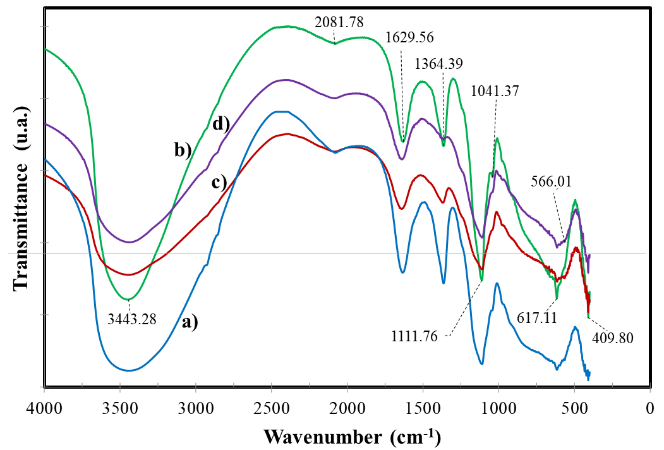 2081.78
1629.56
1364.39
1041.37
d)
b)
c)
566.01
a)
3443.28
1111.76
617.11
409.80
Transmittance (u.a.)
4000 3500 3000 2500 2000 1500 1000 500 0
Wavenumber (cm-1)